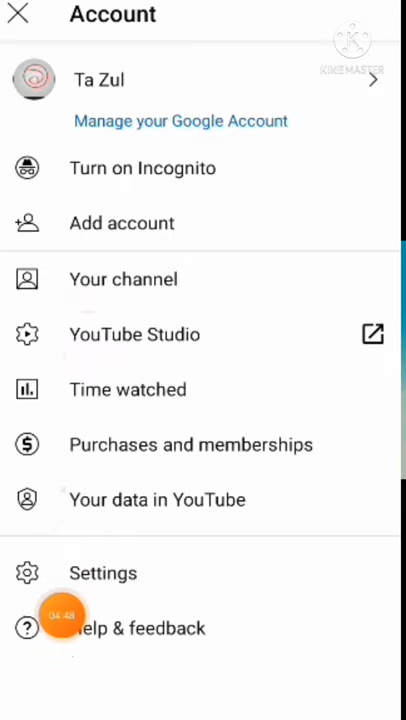 Account
KINEMASTER
Ta Zul
Manage your Google Account
Turn on Incognito
Add account
Your channel
YouTube Studio
Time watched
Purchases and memberships
Your data in YouTube
Settings
04:48
elp & feedback